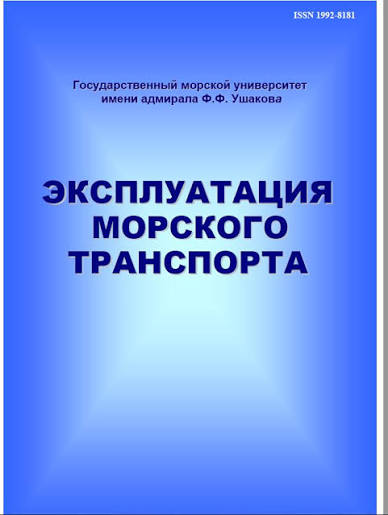 ISSN 1992-8181
Государственный морской университет
имени адмирала Ф.Ф. Ушакова
ЭКСПЛУАТАЦИЯ
МОРСКОГО
ТРАНСПОРТА